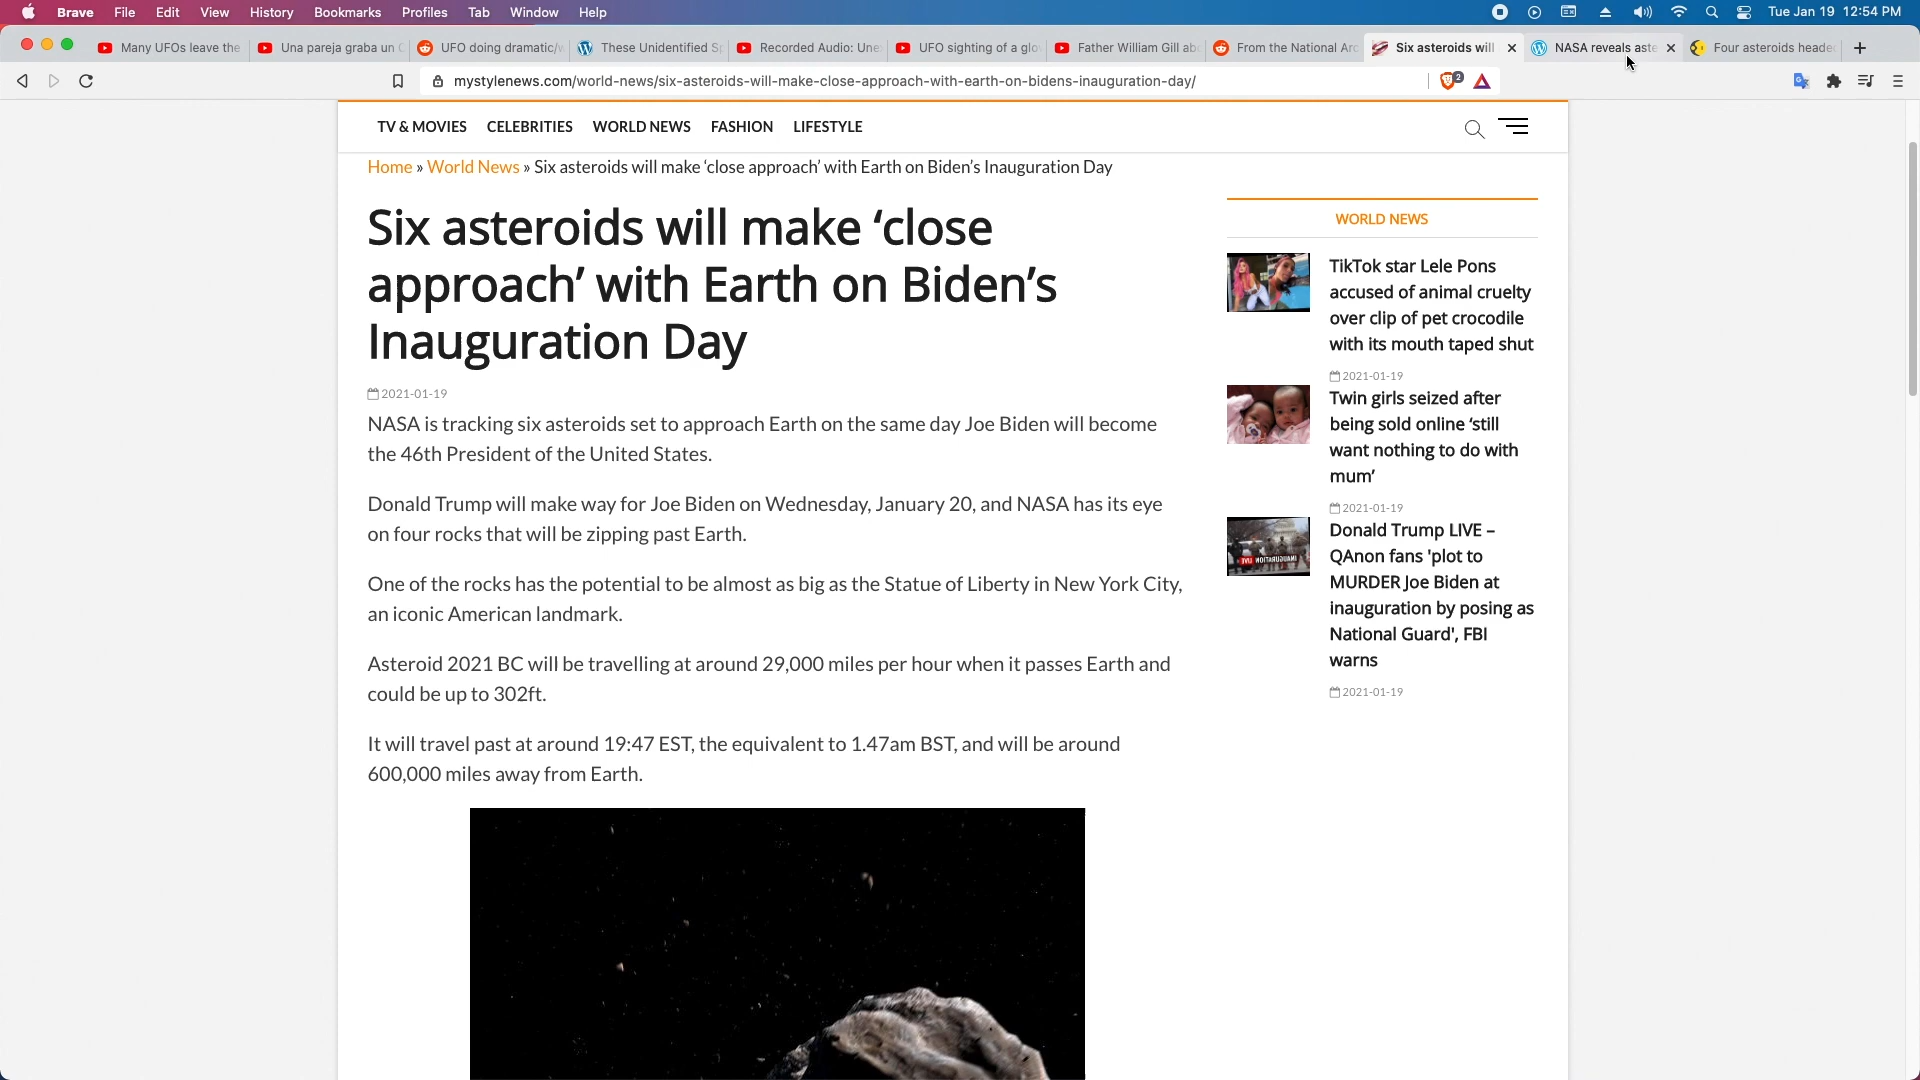 Brave File Edit View History Bookmarks Profiles Tab Window Help Tue Jan 19 12:54 PM
Many UFOs leave the Una pareja graba un UFO doing dramatic/ These Unidentified Sp Recorded Audio: Une UFO sighting of a glo Father William Gill ab From the National Arc Six asteroids will NASA reveals aste Four asteroids heade
mystylenews.com/world-news/six-asteroids-will-make-close-approach-with-earth-on-bidens-inauguration-day/ 2
TV & MOVIES CELEBRITIES WORLD NEWS FASHION LIFESTYLE
Home » World News » Six asteroids will make ‘close approach’ with Earth on Biden’s Inauguration Day
Six asteroids will make ‘close
approach’ with Earth on Biden’s
Inauguration Day
2021-01-19
NASA is tracking six asteroids set to approach Earth on the same day Joe Biden will become
the 46th President of the United States.
Donald Trump will make way for Joe Biden on Wednesday, January 20, and NASA has its eye
on four rocks that will be zipping past Earth.
One of the rocks has the potential to be almost as big as the Statue of Liberty in New York City,
an iconic American landmark.
Asteroid 2021 BC will be travelling at around 29,000 miles per hour when it passes Earth and
could be up to 302ft.
It will travel past at around 19:47 EST, the equivalent to 1.47am BST, and will be around
600,000 miles away from Earth.
WORLD NEWS
TikTok star Lele Pons
accused of animal cruelty
over clip of pet crocodile
with its mouth taped shut
2021-01-19
Twin girls seized after
being sold online ‘still
want nothing to do with
mum’
2021-01-19
Donald Trump LIVE –
QAnon fans 'plot to
MURDER Joe Biden at
inauguration by posing as
National Guard', FBI
warns
2021-01-19